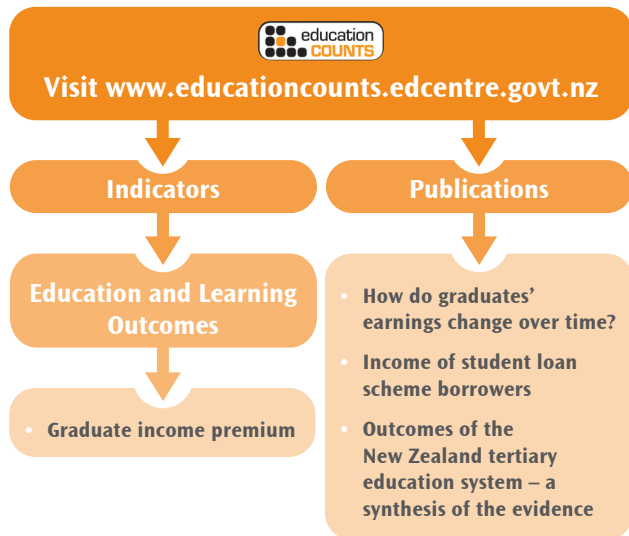 education
COUNTS
Visit www.educationcounts.edcentre.govt.nz
Indicators
Publications
Education and Learning
Outcomes
• Graduate income premium
• How do graduates’
earnings change over time?
• Income of student loan
scheme borrowers
• Outcomes of the
New Zealand tertiary
education system – a
synthesis of the evidence